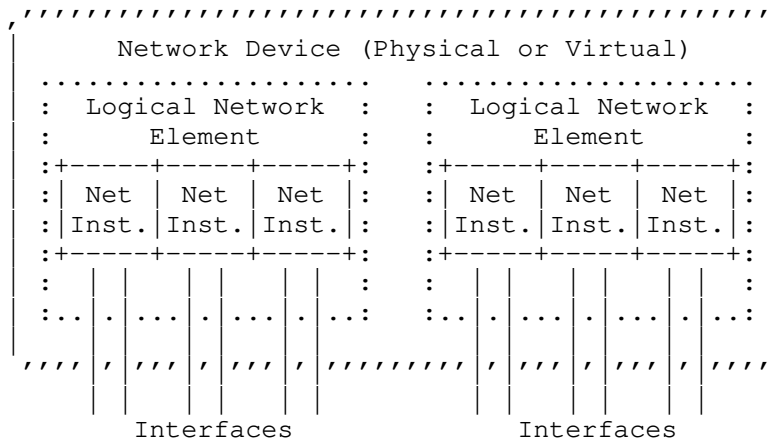 Network Device (Physical or Virtual)
Logical Network Logical Network
Element Element
Net Net Net Net Net Net
Inst. Inst. Inst. Inst. Inst. Inst.
Interfaces Interfaces